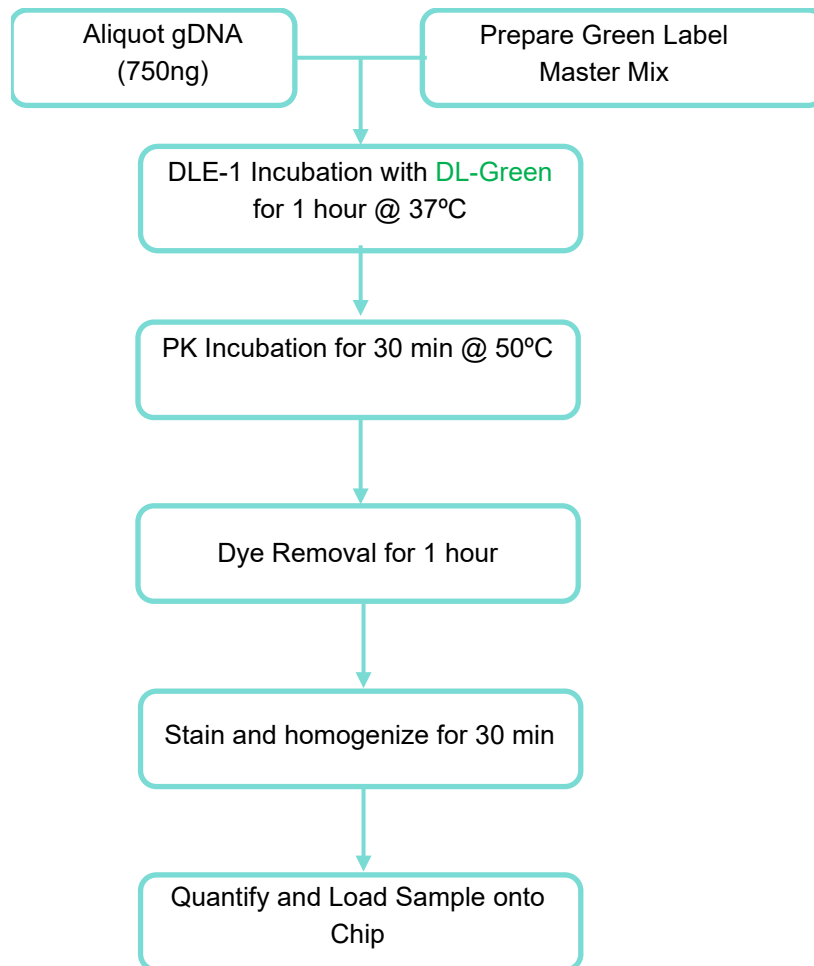 Aliquot gDNA
(750ng)
Prepare Green Label
Master Mix
DLE-1 Incubation with DL-Green
for 1 hour @ 37ºC
PK Incubation for 30 min @ 50ºC
Dye Removal for 1 hour
Stain and homogenize for 30 min
Quantify and Load Sample onto
Chip